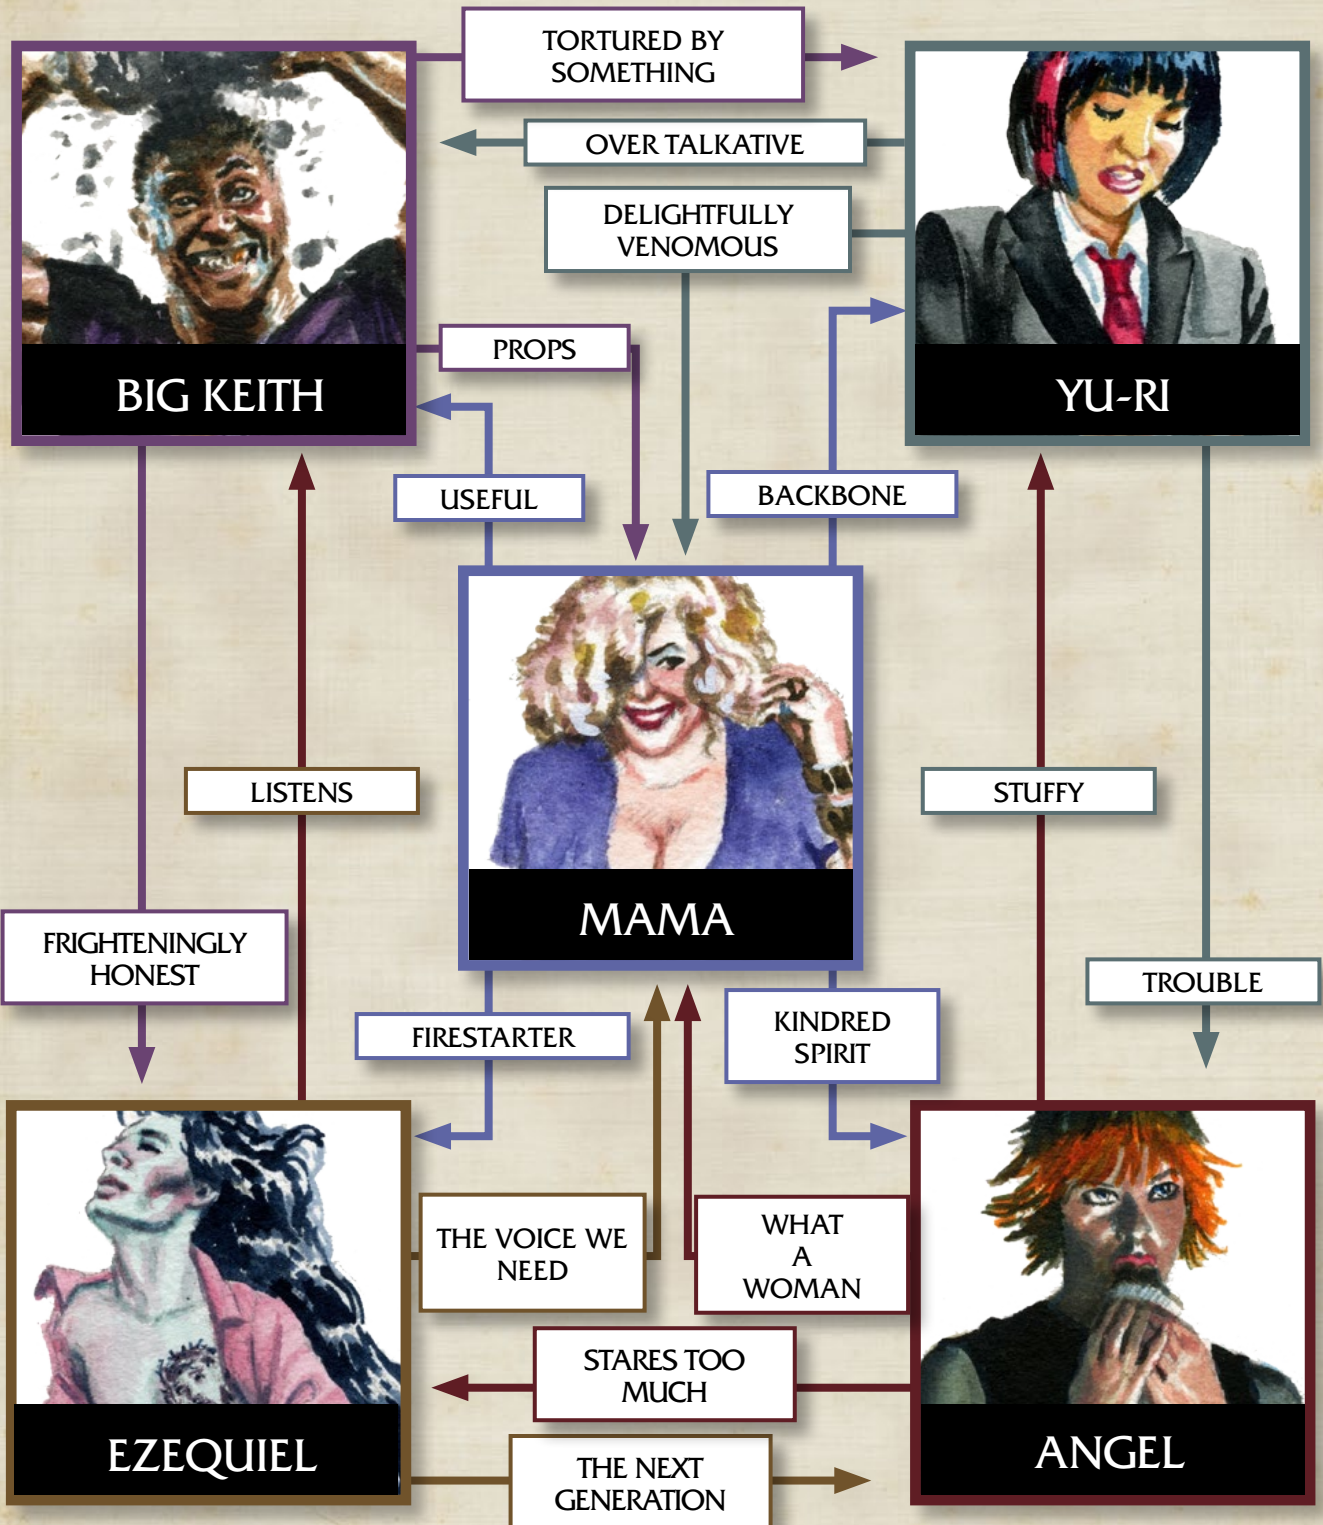 TORTURED BY
SOMETHING
OVER TALKATIVE
DELIGHTFULLY
VENOMOUS
PROPS
BIG KEITH
YU-RI
USEFUL
BACKBONE
LISTENS
STUFFY
MAMA
FRIGHTENINGLY
HONEST
TROUBLE
FIRESTARTER
KINDRED
SPIRIT
THE VOICE WE
NEED
WHAT
A
WOMAN
STARES TOO
MUCH
EZEQUIEL
ANGEL
THE NEXT
GENERATION